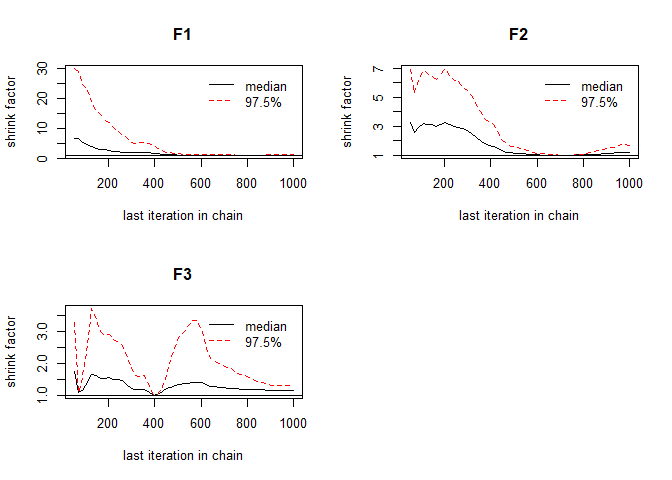 F1
shrink factor
0 10 20 30
median
97.5%
200 400 600 800 1000
last iteration in chain
F2
shrink factor
1 3 5 7
median
97.5%
200 400 600 800 1000
last iteration in chain
F3
shrink factor
1.0 2.0 3.0
median
97.5%
200 400 600 800 1000
last iteration in chain